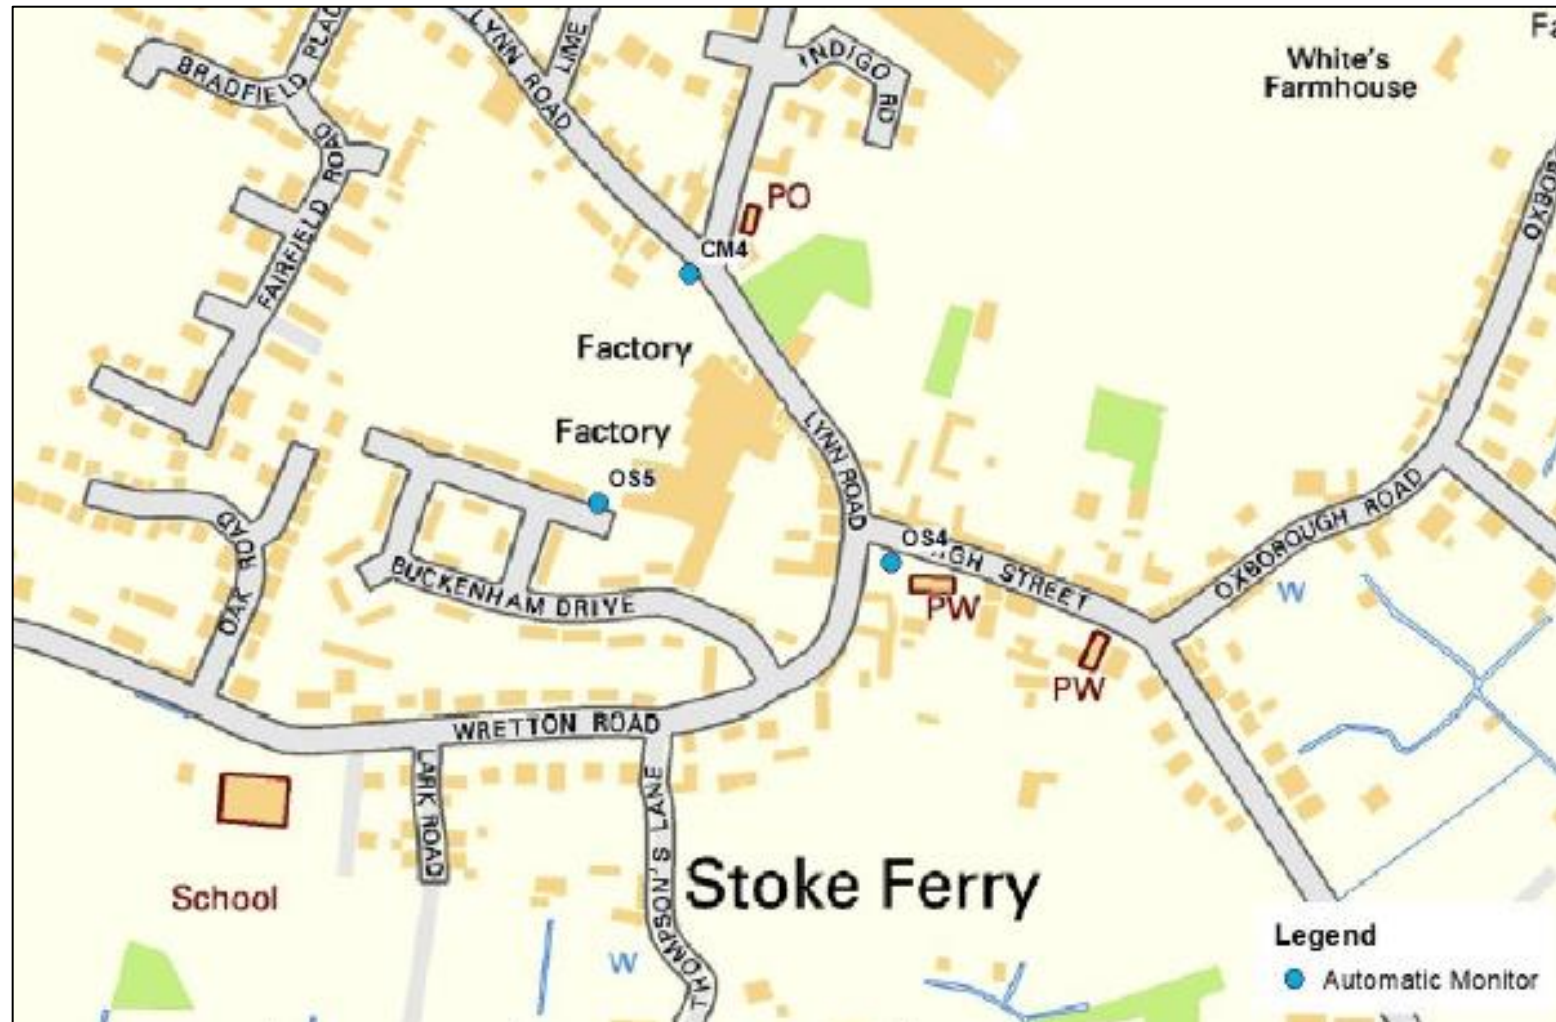 LYNN ROAD
LIME
INDIGO RD
BRADFIELD PLAC
White's
Farmhouse
FAIRFIELD ROAD
PO
CM4
OXBOR
Factory
Factory
LYNN ROAD
OS5
OS4
HIGH STREET
OXBOROUGH ROAD
OAK ROAD
BUCKENHAM DRIVE
PW
PW
W
WRETTON ROAD
LARK ROAD
THOMPSON'S LANE
School
Stoke Ferry
W
Legend
Automatic Monitor